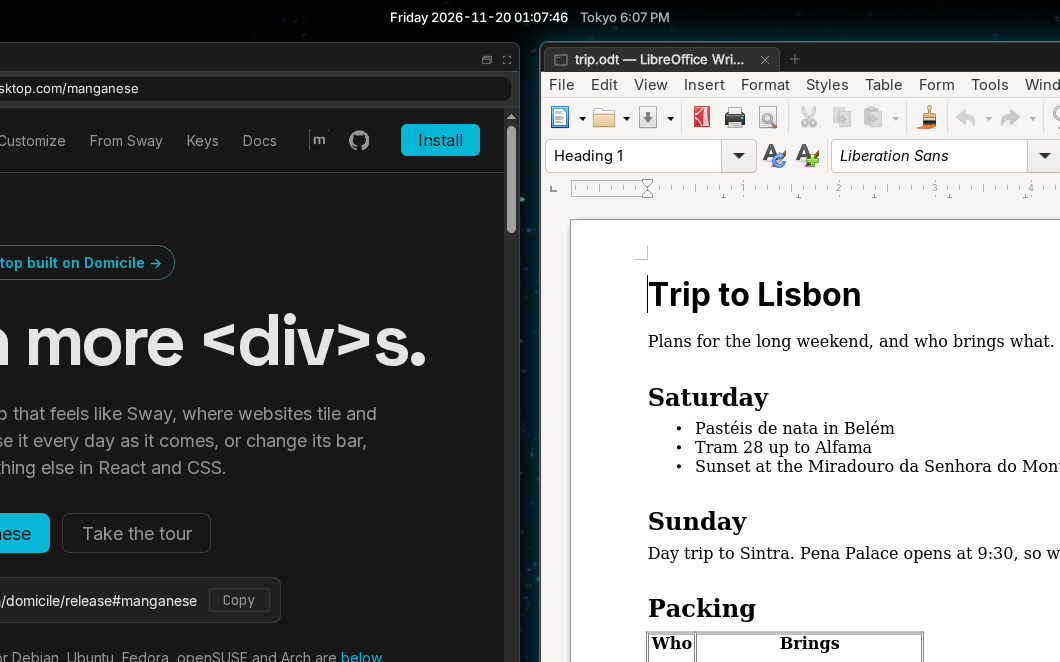 Friday 2026-11-20 01:07:46 Tokyo 6:07 PM
sktop.com/manganese
Customize From Sway Keys Docs m Install
top built on Domicile →
more <div>s.
that feels like Sway, where websites tile and
it every day as it comes, or change its bar,
else in React and CSS.
Take the tour
/domicile/release#manganese Copy
Debian, Ubuntu, Fedora, openSUSE and Arch are below.
trip.odt — LibreOffice Wri...
File Edit View Insert Format Styles Table Form Tools Wind
Heading 1 Liberation Sans
1 2 3 4
Trip to Lisbon
Plans for the long weekend, and who brings what.
Saturday
• Pastéis de nata in Belém
• Tram 28 up to Alfama
• Sunset at the Miradouro da Senhora do Mon
Sunday
Day trip to Sintra. Pena Palace opens at 9:30, so w
Packing
Who Brings